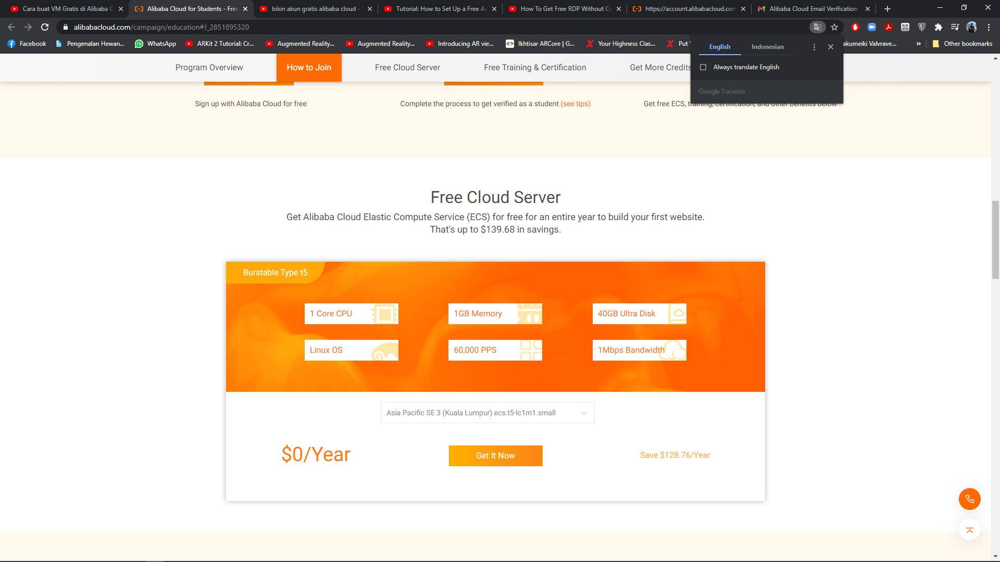 Cara buat VM Gratis di Alibaba C
Alibaba Cloud for Students - Free
bikin akun gratis alibaba cloud -
Tutorial: How to Set Up a Free Ac
How To Get Free RDP Without Cr
https://account.alibabacloud.com
Alibaba Cloud Email Verification
alibabacloud.com/campaign/education#J_2851895320
Facebook
Pengenalan Hewan...
WhatsApp
ARKit 2 Tutorial: Cr...
Augmented Reality...
Augmented Reality...
Introducing AR vie...
Ikhtisar ARCore | G...
Your Highness Clas...
Put
akumeiki Valvrave...
»
Other bookmarks
English
Indonesian
Always translate English
Google Translate
Program Overview
How to Join
Free Cloud Server
Free Training & Certification
Get More Credits
Sign up with Alibaba Cloud for free
Complete the process to get verified as a student (see tips)
Get free ECS, training, certification, and other benefits below
Free Cloud Server
Get Alibaba Cloud Elastic Compute Service (ECS) for free for an entire year to build your first website.
That's up to $139.68 in savings.
Burstable Type t5
1 Core CPU
1GB Memory
40GB Ultra Disk
Linux OS
60,000 PPS
1Mbps Bandwidth
Asia Pacific SE 3 (Kuala Lumpur) ecs.t5-lc1m1.small
$0/Year
Get It Now
Save $128.76/Year